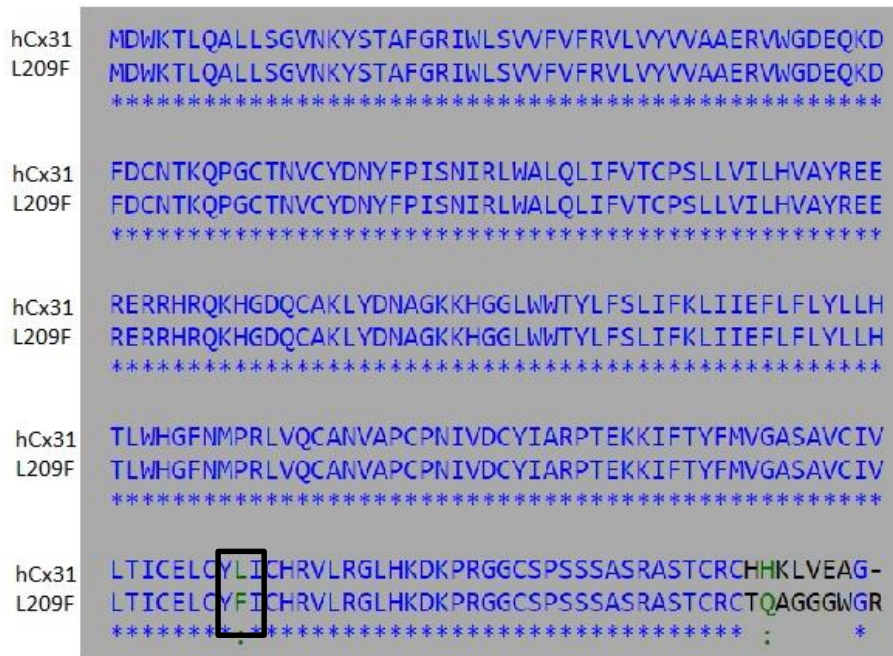 hCx31 MDWKTLQALLSGVNKYSTAFGRIWLSVVFVFRVLVYVVAAERVWGDEQKD
L209F MDWKTLQALLSGVNKYSTAFGRIWLSVVFVFRVLVYVVAAERVWGDEQKD
**************************************************
hCx31 FDCNTKQPGCTNVCYDNYFPISNIRLWALQLIFVTCPSLLVILHVAYREE
L209F FDCNTKQPGCTNVCYDNYFPISNIRLWALQLIFVTCPSLLVILHVAYREE
**************************************************
hCx31 RERRHRQKHGDQCAKLYDNAGKKHGGLWWTYLFSLIFKLIIEFLFLYLLH
L209F RERRHRQKHGDQCAKLYDNAGKKHGGLWWTYLFSLIFKLIIEFLFLYLLH
**************************************************
hCx31 TLWHGFNMPRLVQCANVAPCPNIVDCYIARPTEKKIFTYFMVGASAVCIV
L209F TLWHGFNMPRLVQCANVAPCPNIVDCYIARPTEKKIFTYFMVGASAVCIV
**************************************************
hCx31 LTICELCYLICHRVLRGLHKDKPRGGCSPSSSASRASTCRCHHKLVEAG-
L209F LTICELCYFICHRVLRGLHKDKPRGGCSPSSSASRASTCRCTQAGGGWGR
********:******************************** : *